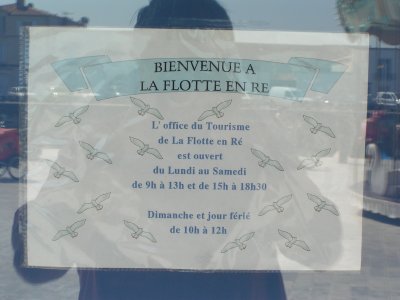 BIENVENUE A
LA FLOTTE EN RE
L' office du Tourisme
de La Flotte en Ré
est ouvert
du Lundi au Samedi
de 9h à 13h et de 15h à 18h30
Dimanche et jour férié
de 10h à 12h